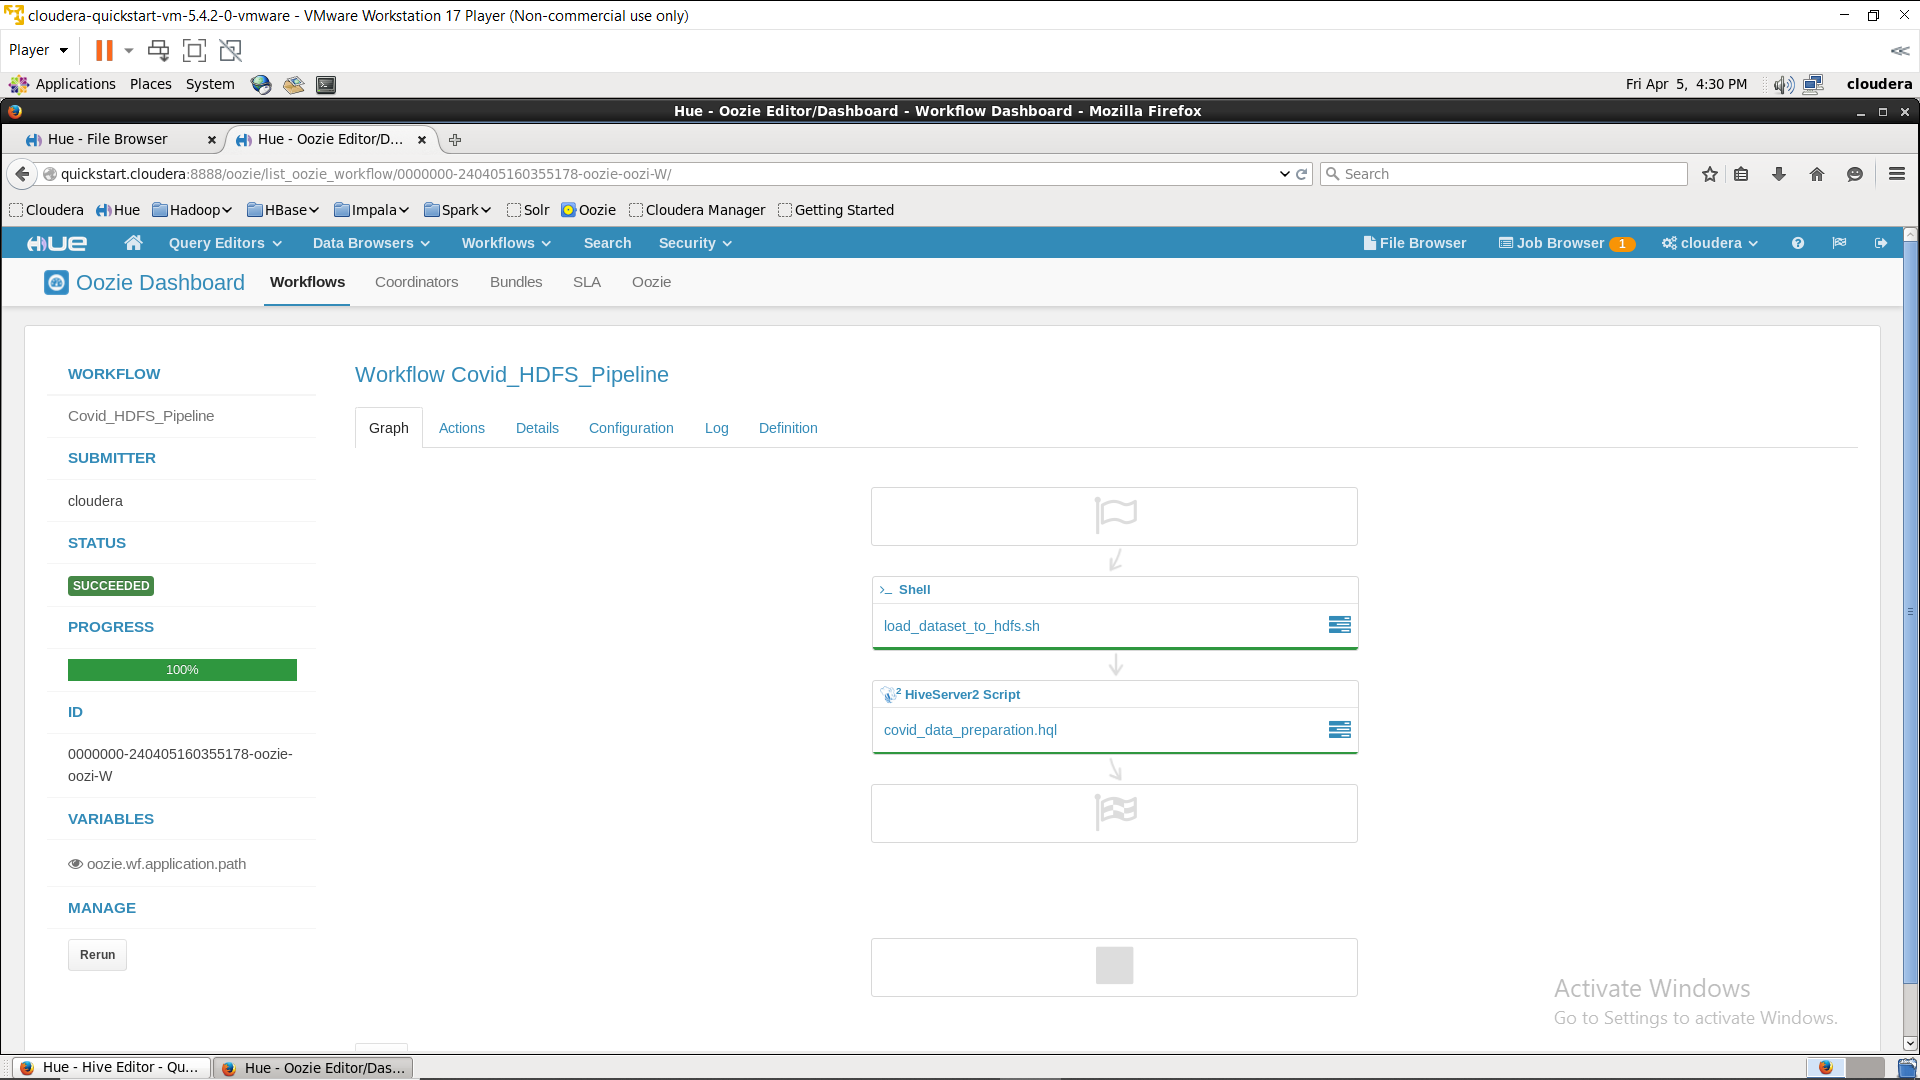 cloudera-quickstart-vm-5.4.2-0-vmware - VMware Workstation 17 Player (Non-commercial use only)
Player
Applications Places System
Fri Apr 5, 4:30 PM cloudera
Hue - Oozie Editor/Dashboard - Workflow Dashboard - Mozilla Firefox
Hue - File Browser
Hue - Oozie Editor/D...
quickstart.cloudera:8888/oozie/list_oozie_workflow/0000000-240405160355178-oozie-oozi-W/
Search
Cloudera Hue Hadoop HBase Impala Spark Solr Oozie Cloudera Manager Getting Started
HUE Query Editors Data Browsers Workflows Search Security File Browser Job Browser 1 cloudera
Oozie Dashboard Workflows Coordinators Bundles SLA Oozie
WORKFLOW
Covid_HDFS_Pipeline
SUBMITTER
cloudera
STATUS
SUCCEEDED
PROGRESS
100%
ID
0000000-240405160355178-oozie-
oozi-W
VARIABLES
oozie.wf.application.path
MANAGE
Rerun
Workflow Covid_HDFS_Pipeline
Graph Actions Details Configuration Log Definition
>_ Shell
load_dataset_to_hdfs.sh
2 HiveServer2 Script
covid_data_preparation.hql
Activate Windows
Go to Settings to activate Windows.
Hue - Hive Editor - Qu...
Hue - Oozie Editor/Das...